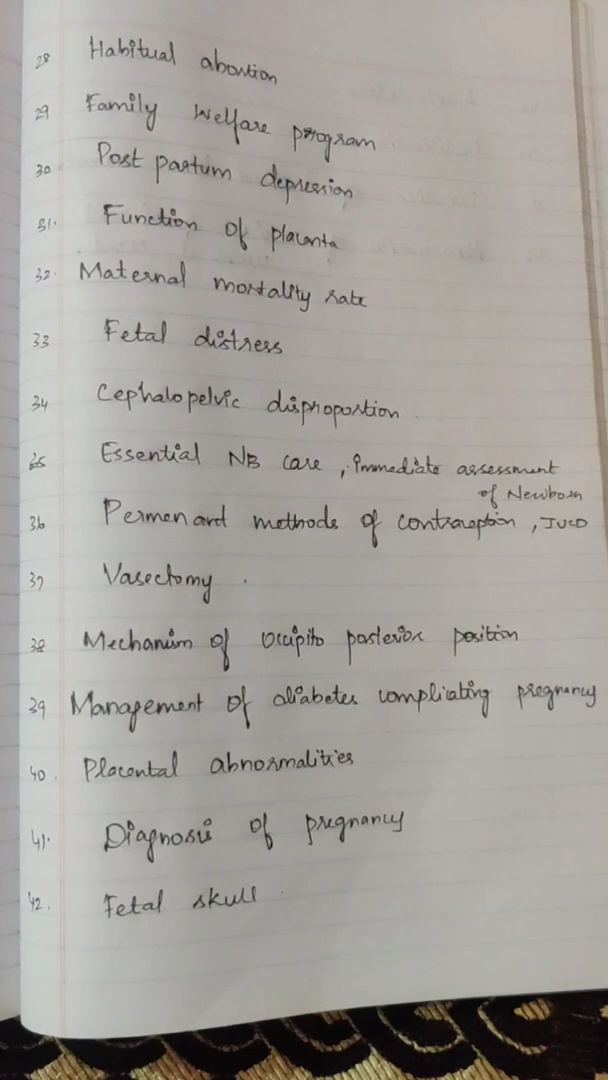 28 Habitual abortion
29 Family Welfare program
30 Post partum depression
31. Function of placenta
32. Maternal mortality rate
33 Fetal distress
34 Cephalopelvic disproportion
35 Essential NB care, immediate assessment
of Newborn
36 Permenard methods of contraception, IUCD
37 Vasectomy.
38 Mechanism of occipito posterior position
39 Management of diabetes complicating pregnancy
40. Placental abnormalities
41. Diagnosis of pregnancy
42. Fetal skull.